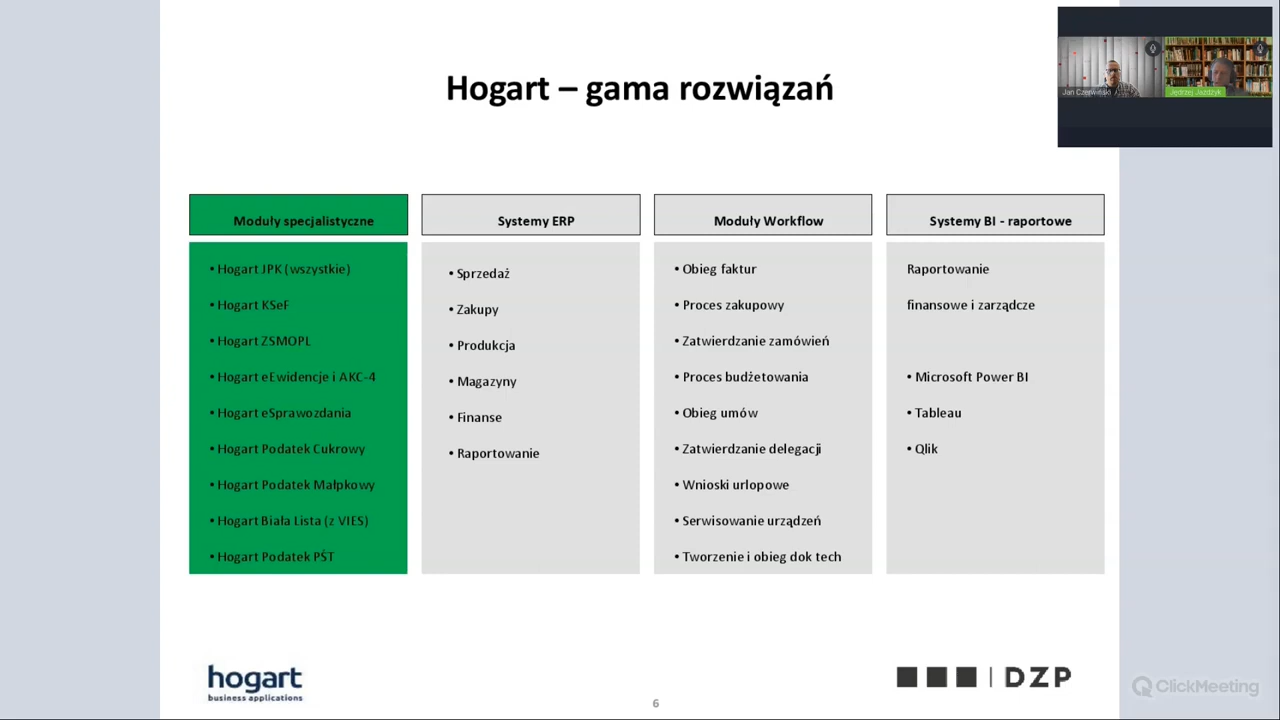 Hogart – gama rozwiązań
Jan Czerwiński
Jędrzej Jażdżyk
Moduły specjalistyczne
• Hogart JPK (wszystkie)
• Hogart KSeF
• Hogart ZSMOPL
• Hogart eEwidencje i AKC-4
• Hogart eSprawozdania
• Hogart Podatek Cukrowy
• Hogart Podatek Małpkowy
• Hogart Biała Lista (z VIES)
• Hogart Podatek PŚT
Systemy ERP
• Sprzedaż
• Zakupy
• Produkcja
• Magazyny
• Finanse
• Raportowanie
Moduły Workflow
• Obieg faktur
• Proces zakupowy
• Zatwierdzanie zamówień
• Proces budżetowania
• Obieg umów
• Zatwierdzanie delegacji
• Wnioski urlopowe
• Serwisowanie urządzeń
• Tworzenie i obieg dok tech
Systemy BI - raportowe
Raportowanie
finansowe i zarządcze
• Microsoft Power BI
• Tableau
• Qlik
hogart
business applications
6
DZP
ClickMeeting